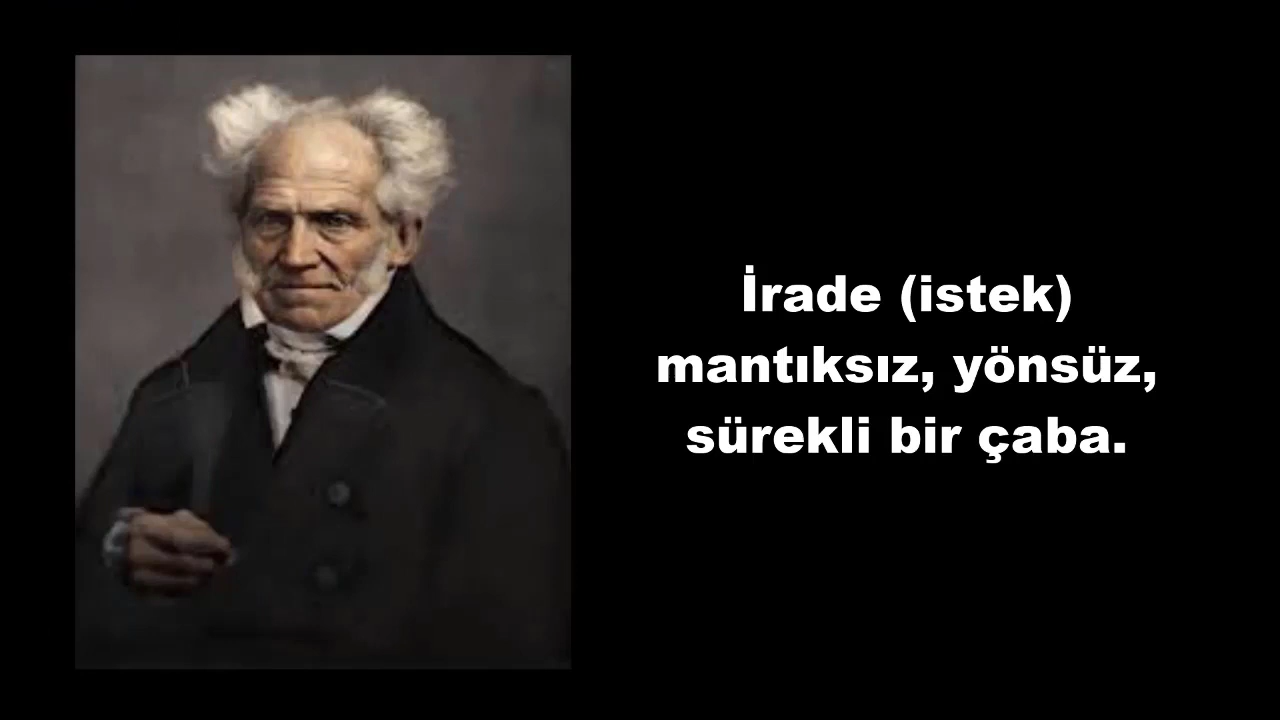 İrade (istek)
mantıksız, yönsüz,
sürekli bir çaba.